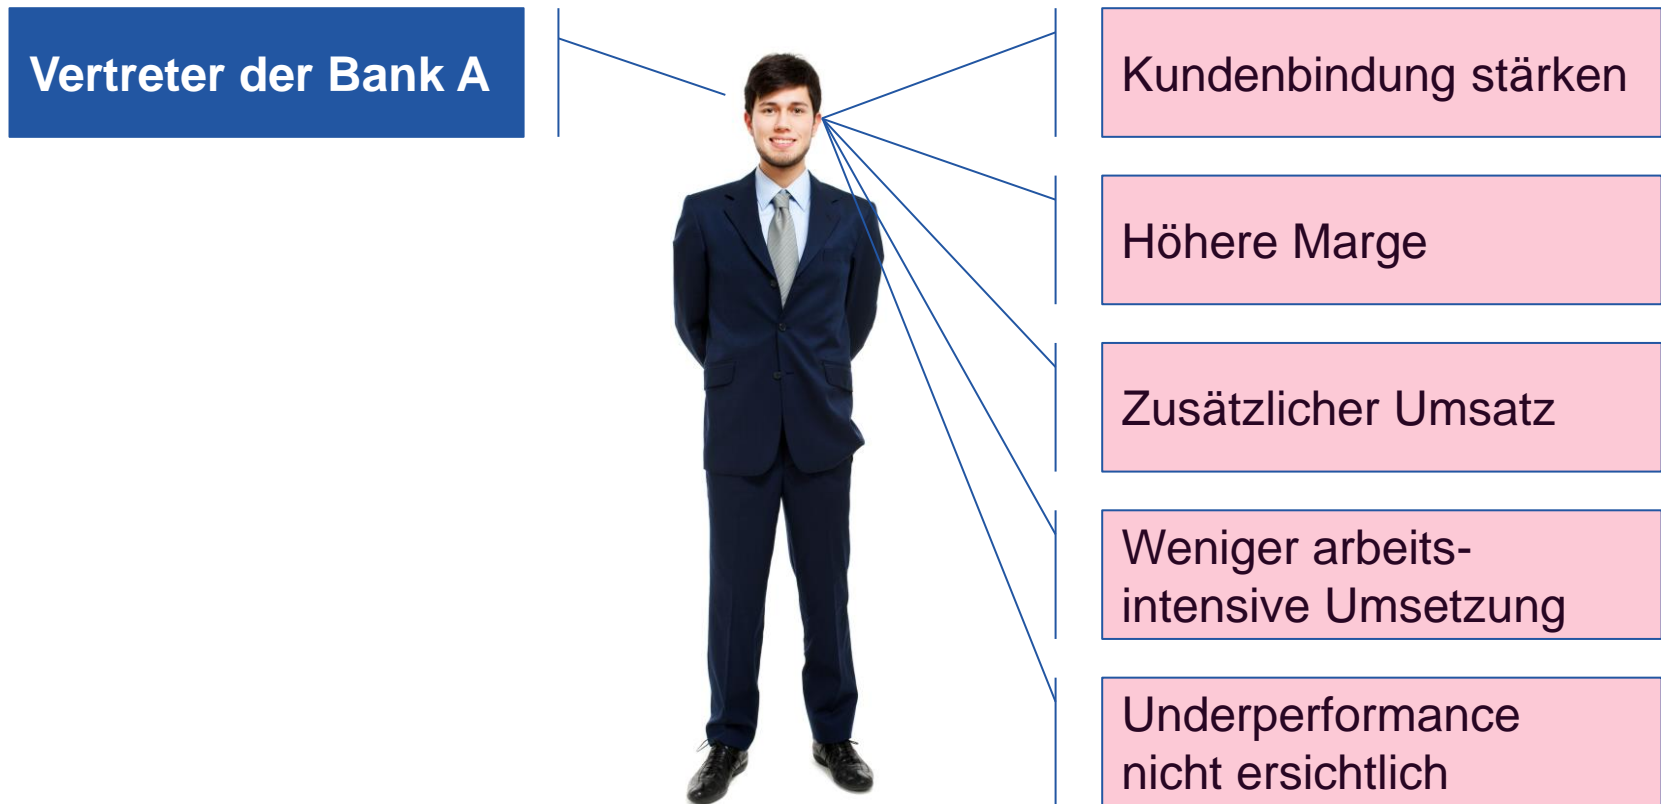 Vertreter der Bank A
Kundenbindung stärken
Höhere Marge
Zusätzlicher Umsatz
Weniger arbeits-
intensive Umsetzung
Underperformance
nicht ersichtlich